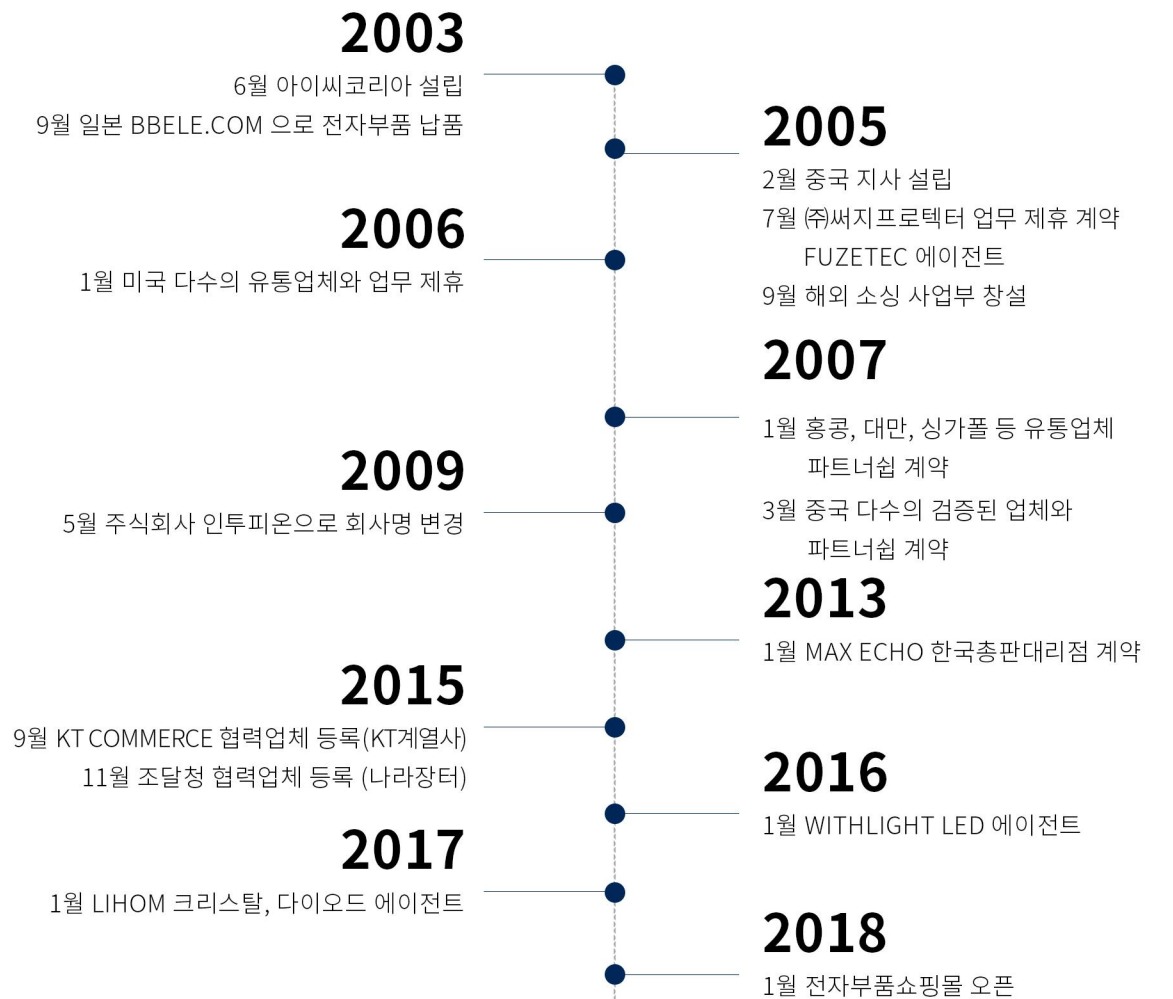 2003
6월 아이씨코리아 설립
9월 일본 BBELE.COM 으로 전자부품 납품
2005
2월 중국 지사 설립
7월 ㈜써지프로텍터 업무 제휴 계약
FUZETEC 에이전트
9월 해외 소싱 사업부 창설
2006
1월 미국 다수의 유통업체와 업무 제휴
2007
1월 홍콩, 대만, 싱가폴 등 유통업체
파트너쉽 계약
3월 중국 다수의 검증된 업체와
파트너쉽 계약
2009
5월 주식회사 인투피온으로 회사명 변경
2013
1월 MAX ECHO 한국총판대리점 계약
2015
9월 KT COMMERCE 협력업체 등록(KT계열사)
11월 조달청 협력업체 등록 (나라장터)
2016
1월 WITHLIGHT LED 에이전트
2017
1월 LIHOM 크리스탈, 다이오드 에이전트
2018
1월 전자부품쇼핑몰 오픈